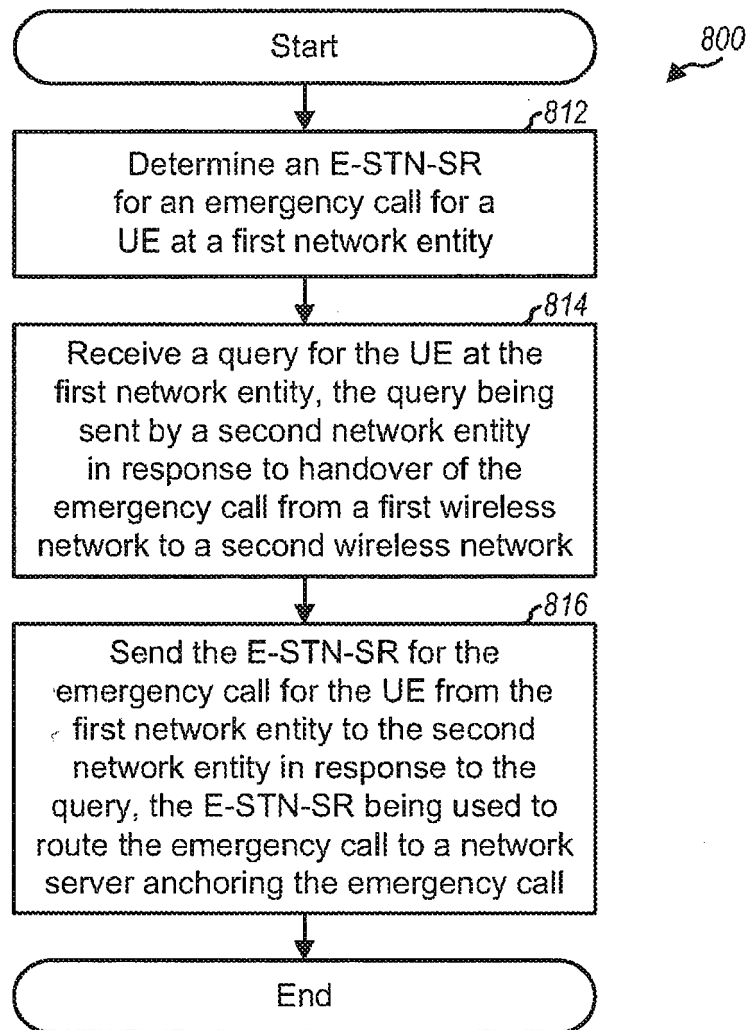 Start
800
812
Determine an E-STN-SR
for an emergency call for a
UE at a first network entity
814
Receive a query for the UE at the
first network entity, the query being
sent by a second network entity
in response to handover of the
emergency call from a first wireless
network to a second wireless network
816
Send the E-STN-SR for the
emergency call for the UE from the
first network entity to the second
network entity in response to the
query, the E-STN-SR being used to
route the emergency call to a network
server anchoring the emergency call
End